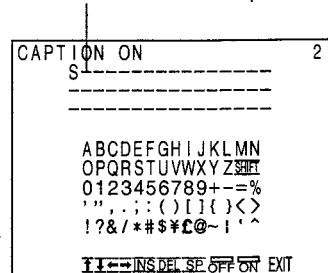 CAPTION ON 2
S
ABCDEFGHIJKLMN
OPQRSTUVWXYZ SHIFT
0123456789+-=%
'",.;:()[]{}<>
!?&/*#$¥£@~¡'^
↑↓←→ INS DEL SP OFF ON EXIT